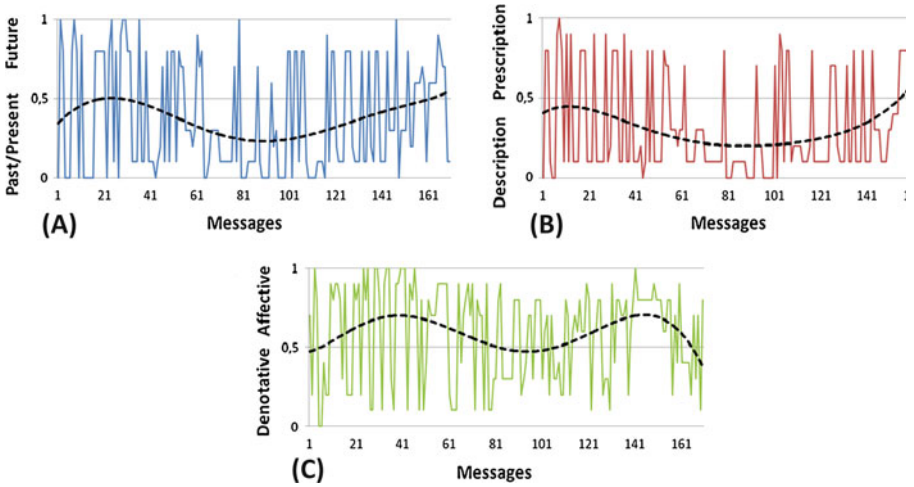 Past/Present Future
1
0,5
0
1 21 41 61 81 101 121 141 161
(A) Messages
Description Prescription
1
0,5
0
1 21 41 61 81 101 121 141
(B) Messages
Denotative Affective
1
0,5
0
1 21 41 61 81 101 121 141 161
(C) Messages